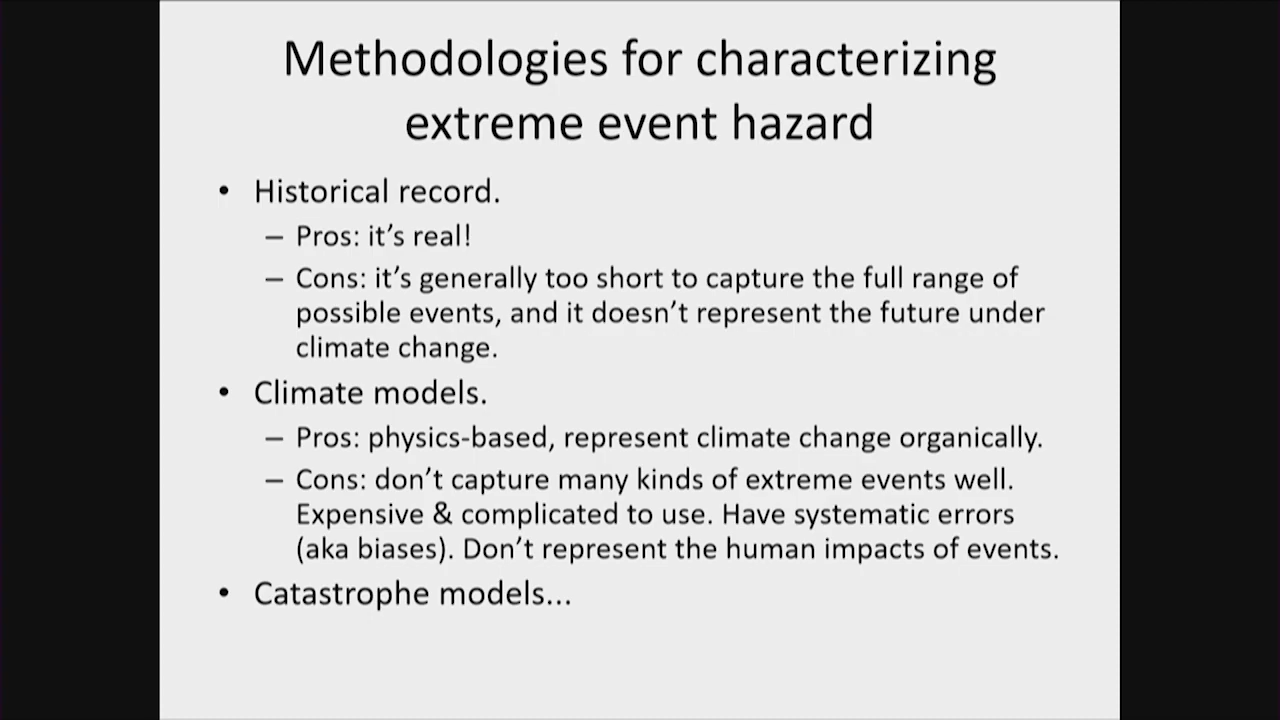 Methodologies for characterizing
extreme event hazard
• Historical record.
– Pros: it’s real!
– Cons: it’s generally too short to capture the full range of
possible events, and it doesn’t represent the future under
climate change.
• Climate models.
– Pros: physics-based, represent climate change organically.
– Cons: don’t capture many kinds of extreme events well.
Expensive & complicated to use. Have systematic errors
(aka biases). Don’t represent the human impacts of events.
• Catastrophe models...